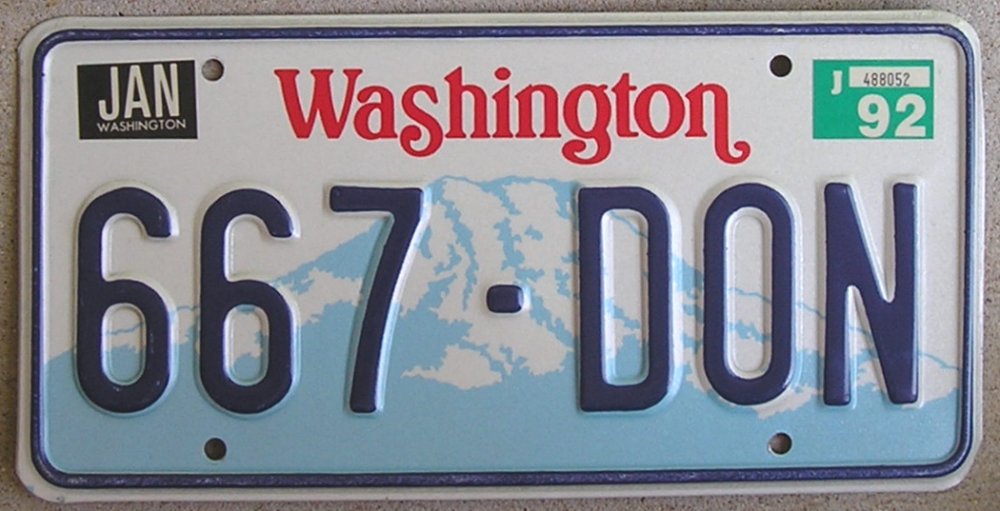 JAN
WASHINGTON
Washington
J 488052
92
667-DON